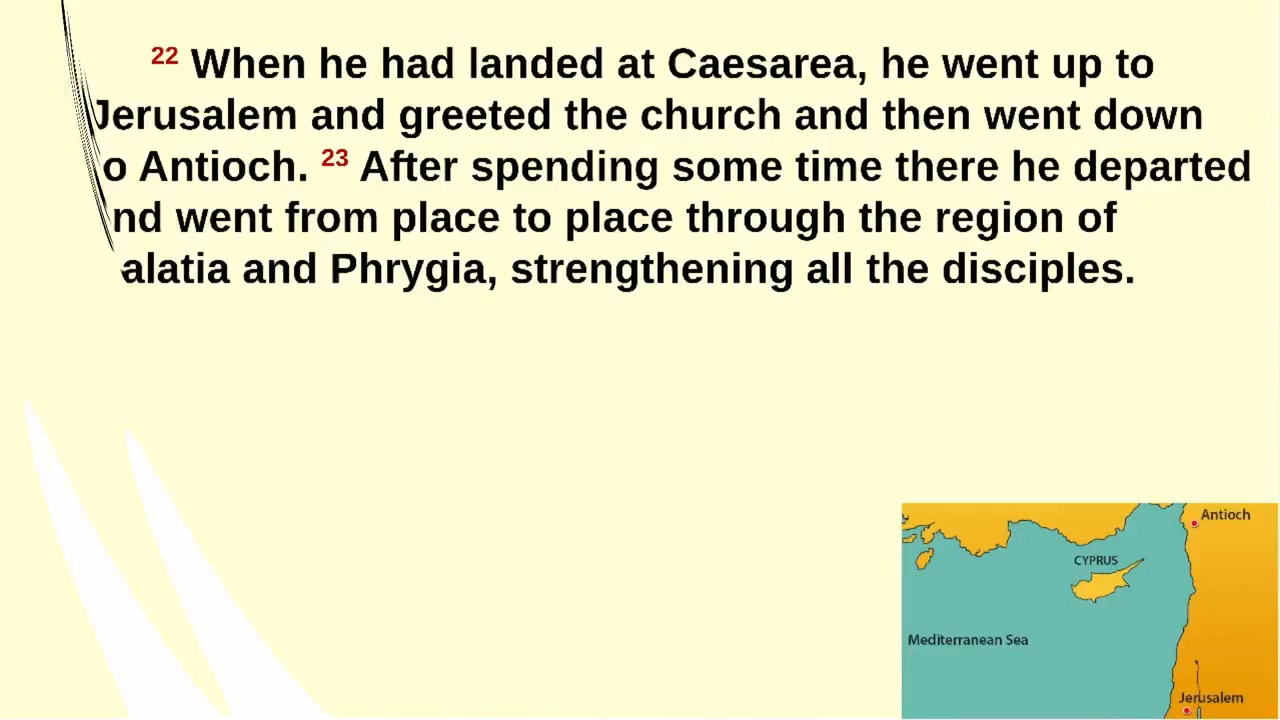 22 When he had landed at Caesarea, he went up to
Jerusalem and greeted the church and then went down
o Antioch. 23 After spending some time there he departed
nd went from place to place through the region of
alatia and Phrygia, strengthening all the disciples.
Antioch
CYPRUS
Mediterranean Sea
Jerusalem